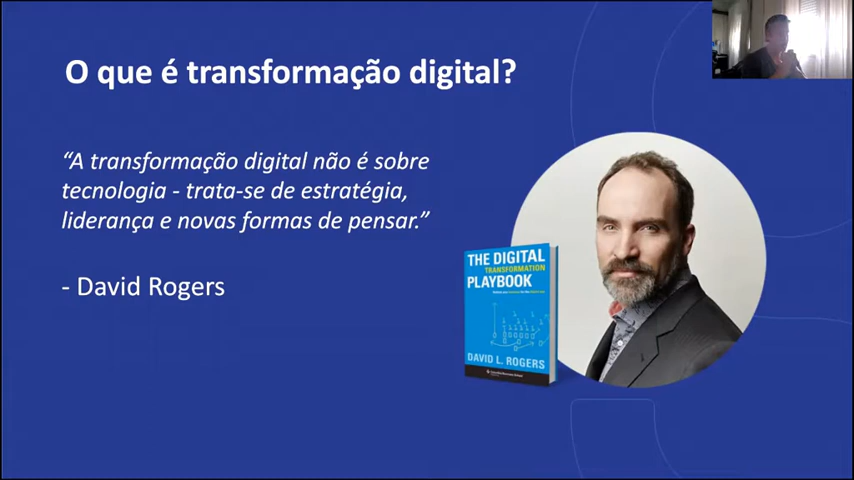 O que é transformação digital?
“A transformação digital não é sobre
tecnologia - trata-se de estratégia,
liderança e novas formas de pensar.”
- David Rogers
THE DIGITAL
TRANSFORMATION
PLAYBOOK
DAVID L. ROGERS